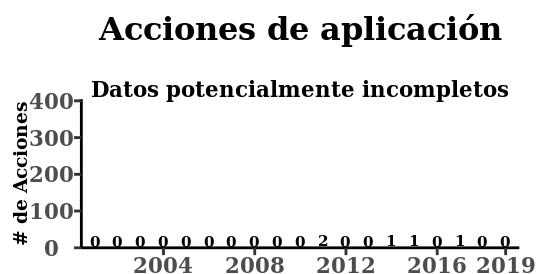 Acciones de aplicación
Datos potencialmente incompletos
# de Acciones
400
300
200
100
0
0 0 0 0 0 0 0 0 0 0 2 0 0 1 1 0 1 0 0
2004 2008 2012 2016 2019